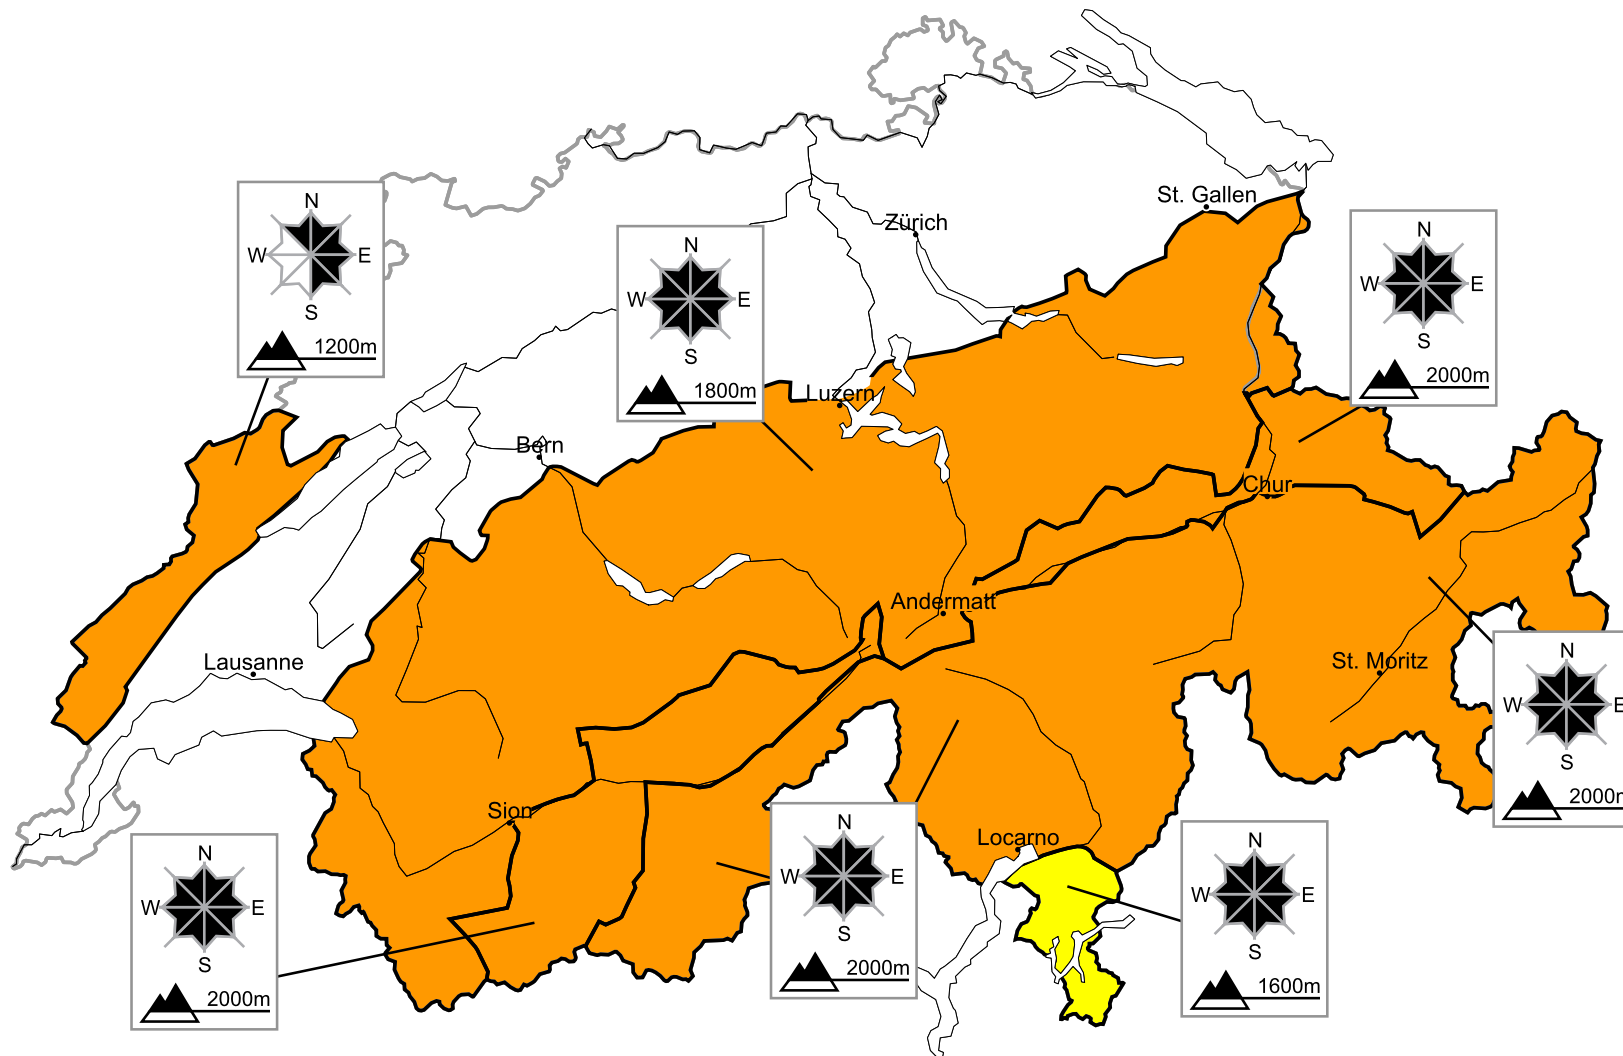 St. Gallen
N
W E
S
1200m
Zürich
N
W E
S
1800m
N
W E
S
2000m
Luzern
Bern
Chur
Andermatt
Lausanne
St. Moritz
N
W E
S
2000m
Sion
Locarno
N
W E
S
2000m
N
W E
S
2000m
N
W E
S
1600m